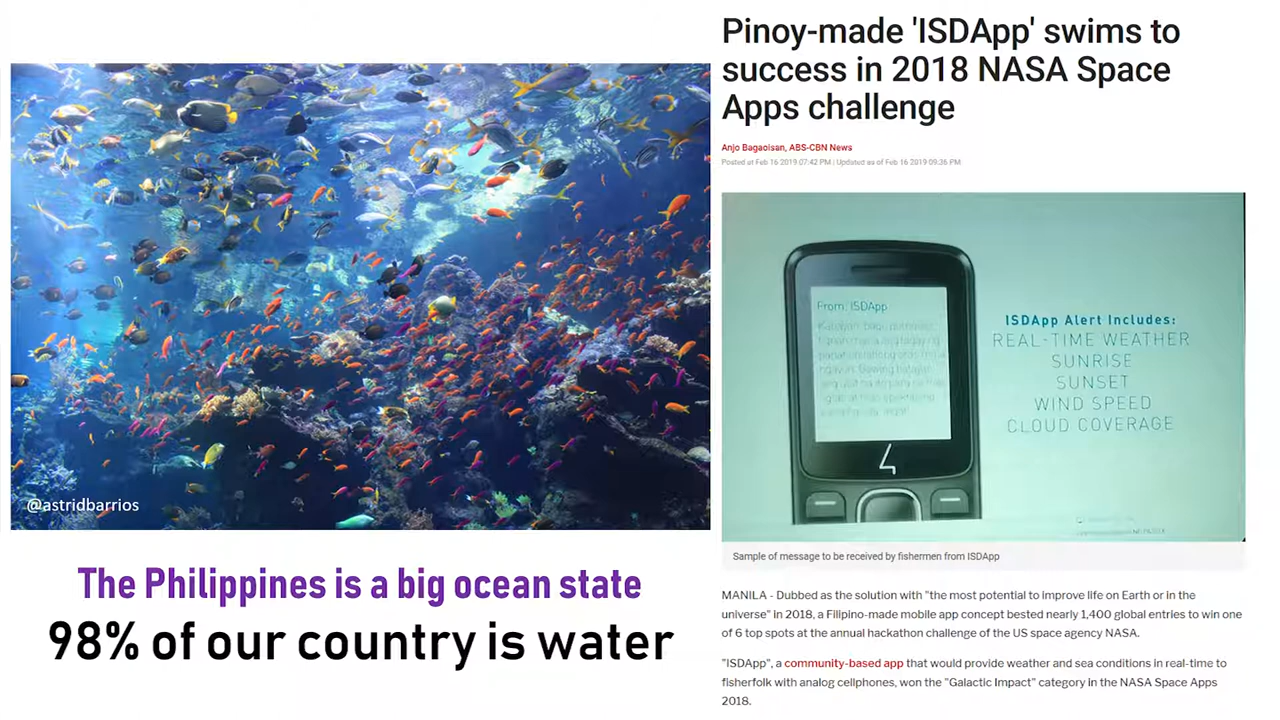 @astridbarrios
The Philippines is a big ocean state
98% of our country is water
Pinoy-made 'ISDApp' swims to
success in 2018 NASA Space
Apps challenge
Anjo Bagaoisan, ABS-CBN News
Posted at Feb 16 2019 07:42 PM | Updated as of Feb 16 2019 09:36 PM
From: ISDApp
ISDApp Alert Includes:
REAL-TIME WEATHER
SUNRISE
SUNSET
WIND SPEED
CLOUD COVERAGE
Sample of message to be received by fishermen from ISDApp
MANILA - Dubbed as the solution with "the most potential to improve life on Earth or in the
universe" in 2018, a Filipino-made mobile app concept bested nearly 1,400 global entries to win one
of 6 top spots at the annual hackathon challenge of the US space agency NASA.
"ISDApp", a community-based app that would provide weather and sea conditions in real-time to
fisherfolk with analog cellphones, won the "Galactic Impact" category in the NASA Space Apps
2018.